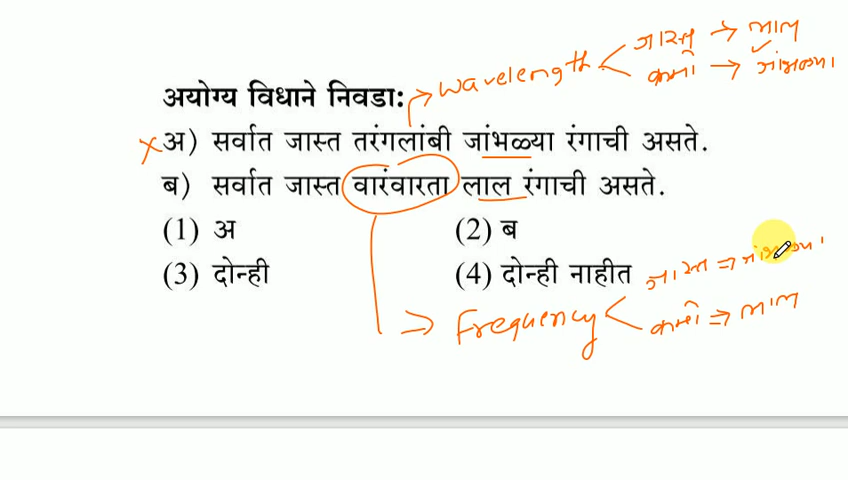 जास्त → लाल
Wavelength < कमी → जांभळा
अयोग्य विधाने निवडा:
अ) सर्वात जास्त तरंगलांबी जांभळ्या रंगाची असते.
ब) सर्वात जास्त वारंवारता लाल रंगाची असते.
(1) अ (2) ब
(3) दोन्ही (4) दोन्ही नाहीत
जास्त ⇒ जांभळा
⇒ Frequency < कमी ⇒ लाल